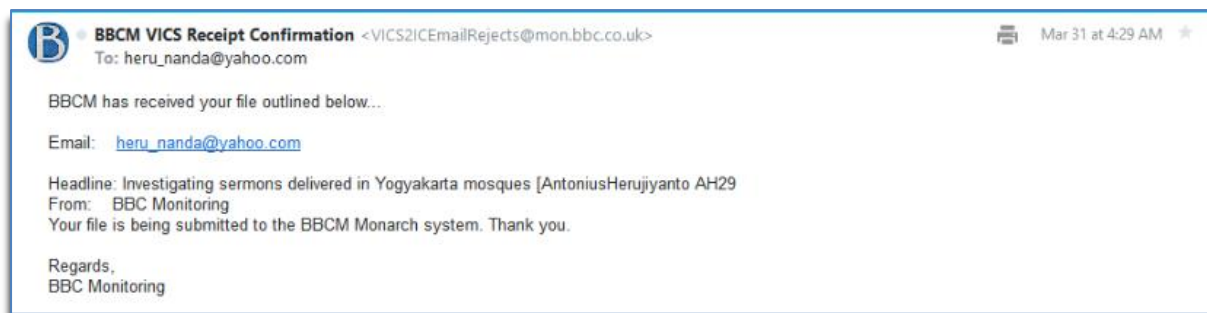 B
BBCM VICS Receipt Confirmation <VICS2ICEmailRejects@mon.bbc.co.uk> Mar 31 at 4:29 AM
To: heru_nanda@yahoo.com
BBCM has received your file outlined below...
Email: heru_nanda@yahoo.com
Headline: Investigating sermons delivered in Yogyakarta mosques [AntoniusHerujiyanto AH29
From: BBC Monitoring
Your file is being submitted to the BBCM Monarch system. Thank you.
Regards,
BBC Monitoring